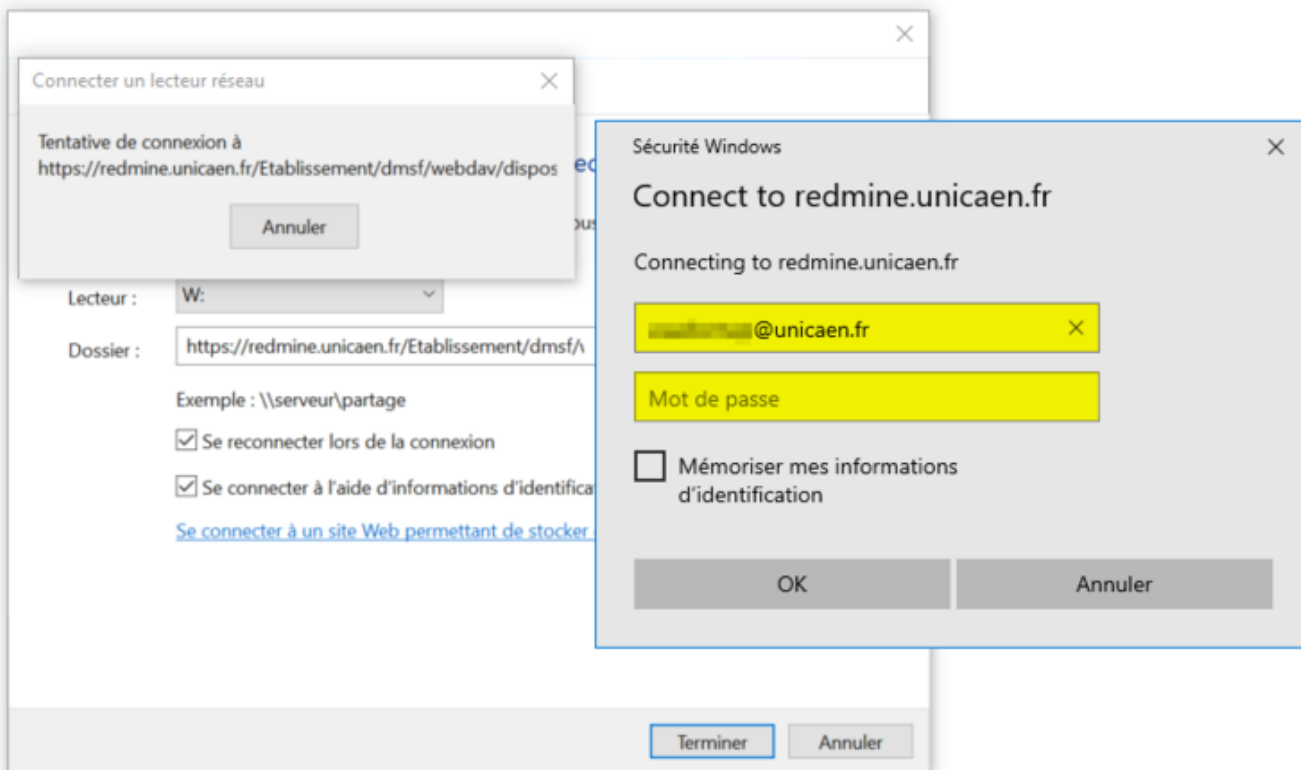 Connecter un lecteur réseau
Tentative de connexion à
https://redmine.unicaen.fr/Etablissement/dmsf/webdav/dispos
Annuler
Lecteur :
W:
Dossier :
https://redmine.unicaen.fr/Etablissement/dmsf/
Exemple : \\serveur\partage
Se reconnecter lors de la connexion
Se connecter à l'aide d'informations d'identifica
Se connecter à un site Web permettant de stocker
Terminer
Annuler
Sécurité Windows
Connect to redmine.unicaen.fr
Connecting to redmine.unicaen.fr
@unicaen.fr
Mot de passe
Mémoriser mes informations
d'identification
OK
Annuler